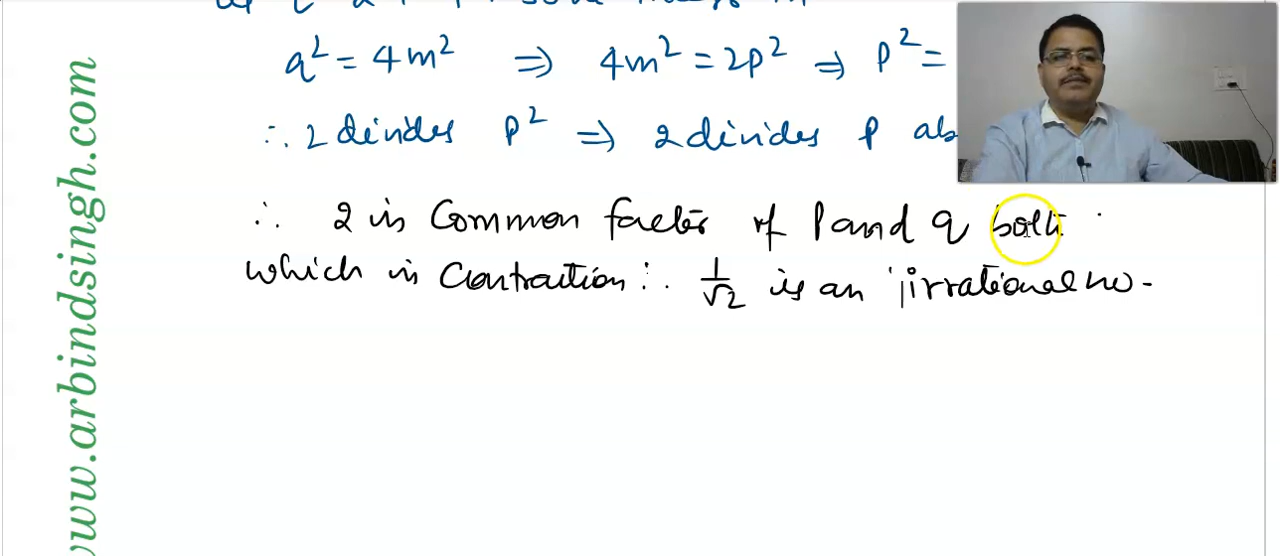 q² = 4m² ⇒ 4m² = 2p² ⇒ p² =
∴ 2 divides p² ⇒ 2 divides p
∴ 2 is Common factor of p and q both
which is Contraction ∴ 1/√2 is an irrational no.
www.arbindsingh.com